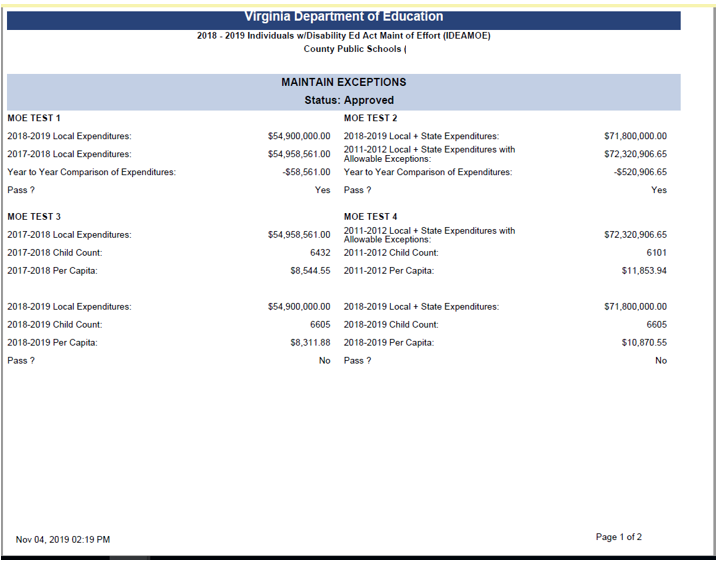 Virginia Department of Education
2018 - 2019 Individuals w/Disability Ed Act Maint of Effort (IDEAMOE)
County Public Schools (
MAINTAIN EXCEPTIONS
Status: Approved
MOE TEST 1
2018-2019 Local Expenditures: $54,900,000.00
2017-2018 Local Expenditures: $54,958,561.00
Year to Year Comparison of Expenditures: -$58,561.00
Pass ? Yes
MOE TEST 2
2018-2019 Local + State Expenditures: $71,800,000.00
2011-2012 Local + State Expenditures with
Allowable Exceptions: $72,320,906.65
Year to Year Comparison of Expenditures: -$520,906.65
Pass ? Yes
MOE TEST 3
2017-2018 Local Expenditures: $54,958,561.00
2017-2018 Child Count: 6432
2017-2018 Per Capita: $8,544.55
2018-2019 Local Expenditures: $54,900,000.00
2018-2019 Child Count: 6605
2018-2019 Per Capita: $8,311.88
Pass ? No
MOE TEST 4
2011-2012 Local + State Expenditures with
Allowable Exceptions: $72,320,906.65
2011-2012 Child Count: 6101
2011-2012 Per Capita: $11,853.94
2018-2019 Local + State Expenditures: $71,800,000.00
2018-2019 Child Count: 6605
2018-2019 Per Capita: $10,870.55
Pass ? No
Nov 04, 2019 02:19 PM
Page 1 of 2